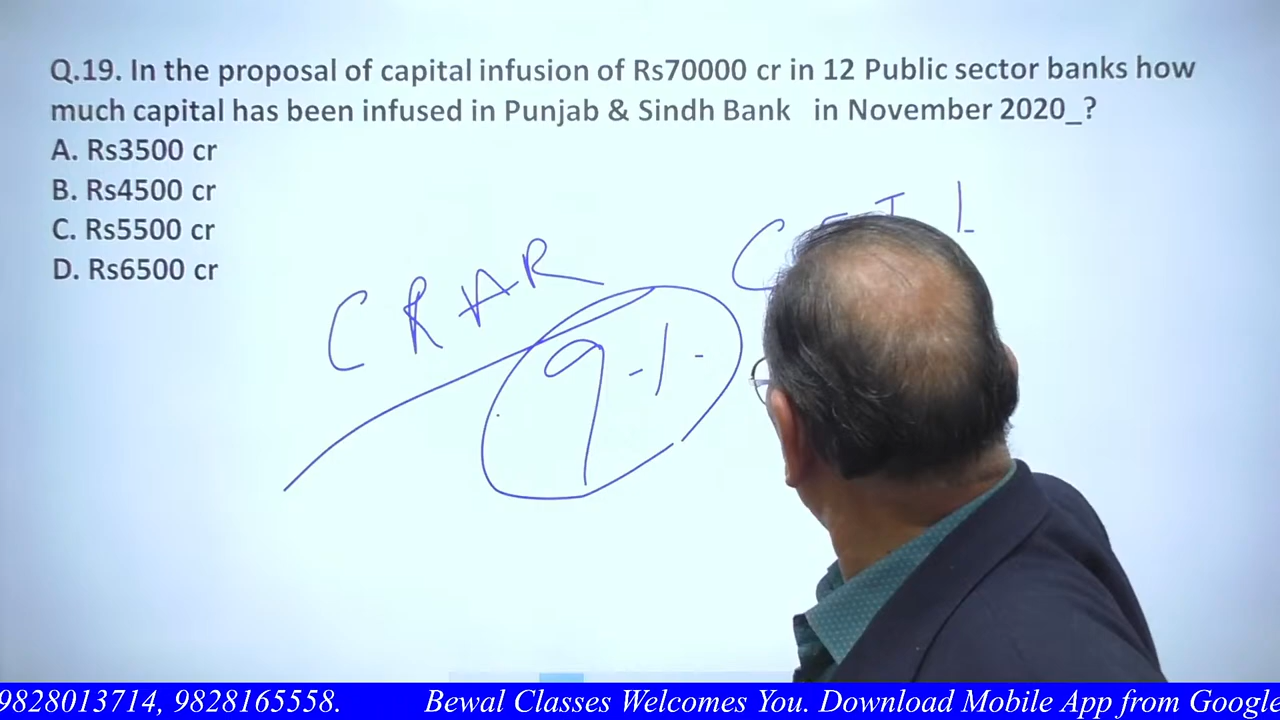 Q.19. In the proposal of capital infusion of Rs70000 cr in 12 Public sector banks how
much capital has been infused in Punjab & Sindh Bank in November 2020_?
A. Rs3500 cr
B. Rs4500 cr
C. Rs5500 cr
D. Rs6500 cr
CRAR
9.1.
9828013714, 9828165558. Bewal Classes Welcomes You. Download Mobile App from Google